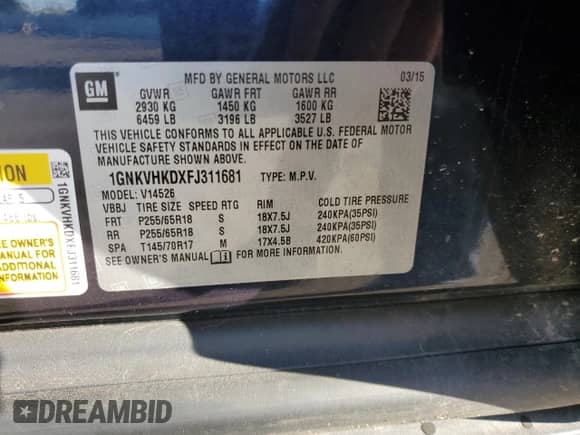 GM
MFD BY GENERAL MOTORS LLC 03/15
GVWR GAWR FRT GAWR RR
2930 KG 1450 KG 1600 KG
6459 LB 3196 LB 3527 LB
THIS VEHICLE CONFORMS TO ALL APPLICABLE U.S. FEDERAL MOTOR
VEHICLE SAFETY STANDARDS IN EFFECT ON THE DATE OF
MANUFACTURE SHOWN ABOVE.
1GNKVHKDXFJ311681 TYPE: M.P.V.
MODEL: V14526
VBBJ TIRE SIZE SPEED RTG RIM COLD TIRE PRESSURE
FRT P255/65R18 S 18X7.5J 240KPA(35PSI)
RR P255/65R18 S 18X7.5J 240KPA(35PSI)
SPA T145/70R17 M 17X4.5B 420KPA(60PSI)
SEE OWNER'S MANUAL FOR MORE INFORMATION.
ION
1GNKVHKDXFJ311681
SEE OWNER'S
MANUAL FOR
ADDITIONAL
INFORMATION
DREAMBID